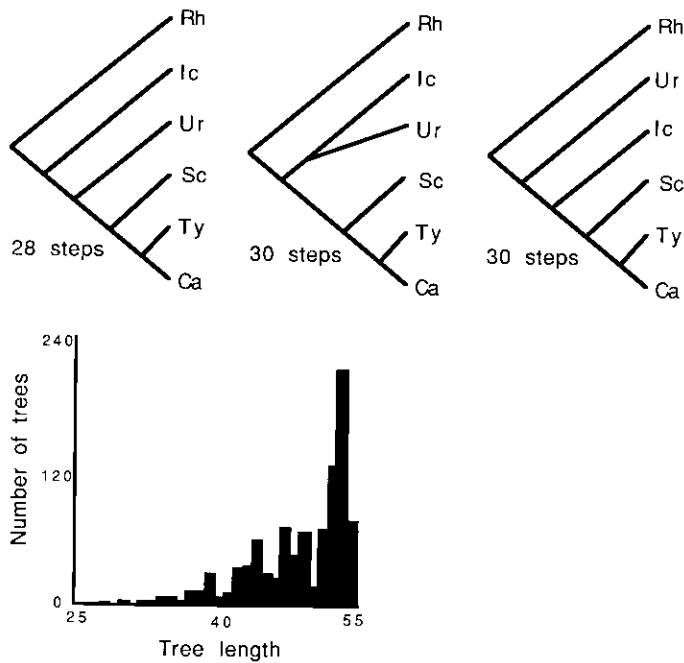 Rh
Ic
Ur
Sc
Ty
Ca
28 steps
Rh
Ic
Ur
Sc
Ty
Ca
30 steps
Rh
Ur
Ic
Sc
Ty
Ca
30 steps
Number of trees
240
120
0
25 40 55
Tree length